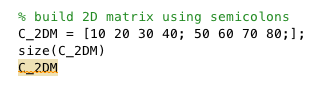 % build 2D matrix using semicolons
C_2DM = [10 20 30 40; 50 60 70 80;];
size(C_2DM)
C_2DM